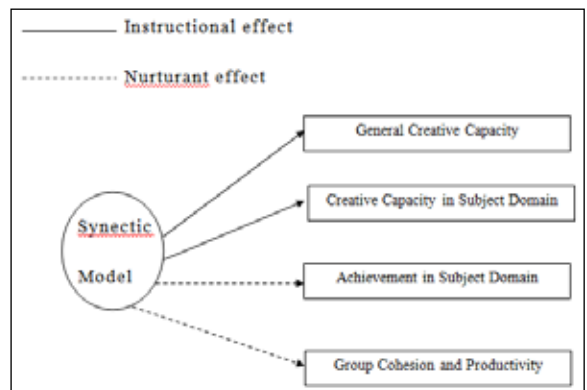 Instructional effect
Nurturant effect
General Creative Capacity
Creative Capacity in Subject Domain
Synectic
Model
Achievement in Subject Domain
Group Cohesion and Productivity